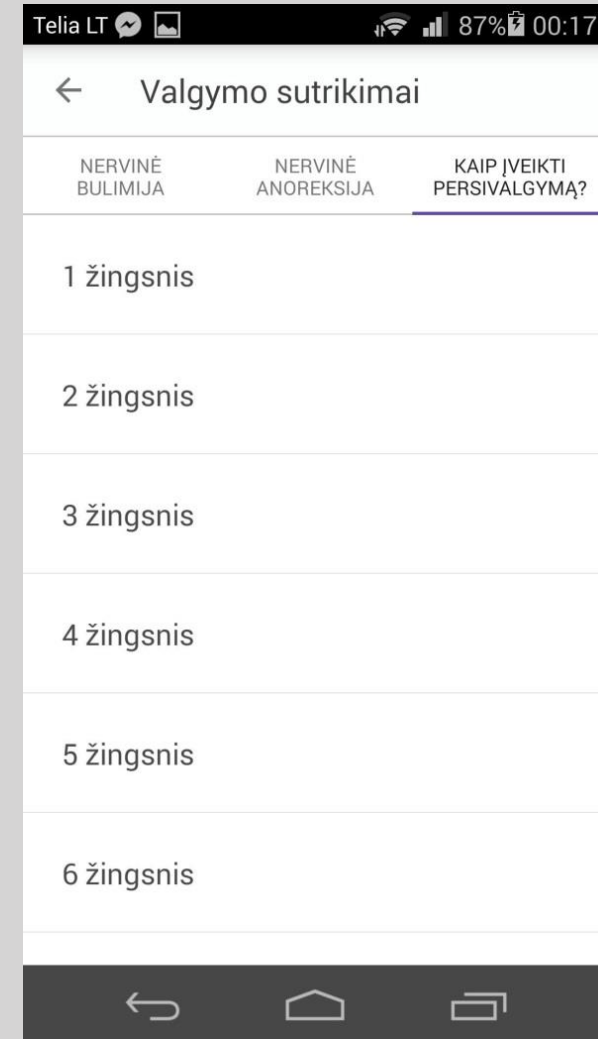 Telia LT 87% 00:17
Valgymo sutrikimai
NERVINĖ
BULIMIJA
NERVINĖ
ANOREKSIJA
KAIP ĮVEIKTI
PERSIVALGYMĄ?
1 žingsnis
2 žingsnis
3 žingsnis
4 žingsnis
5 žingsnis
6 žingsnis